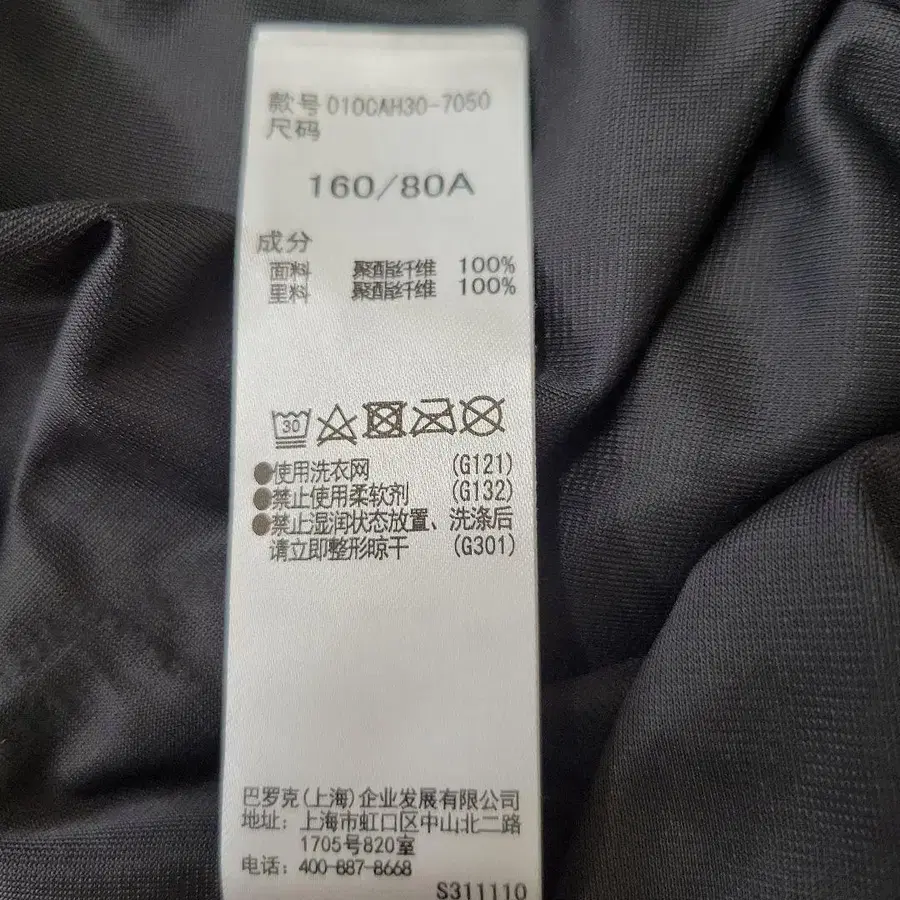 款号 010CAH30-7050
尺码
160/80A
成分
面料 聚酯纤维 100%
里料 聚酯纤维 100%
30
●使用洗衣网 (G121)
●禁止使用柔软剂 (G132)
●禁止湿润状态放置、洗涤后
请立即整形晾干 (G301)
巴罗克(上海)企业发展有限公司
地址：上海市虹口区中山北二路
1705号820室
电话：400-887-8668
S311110